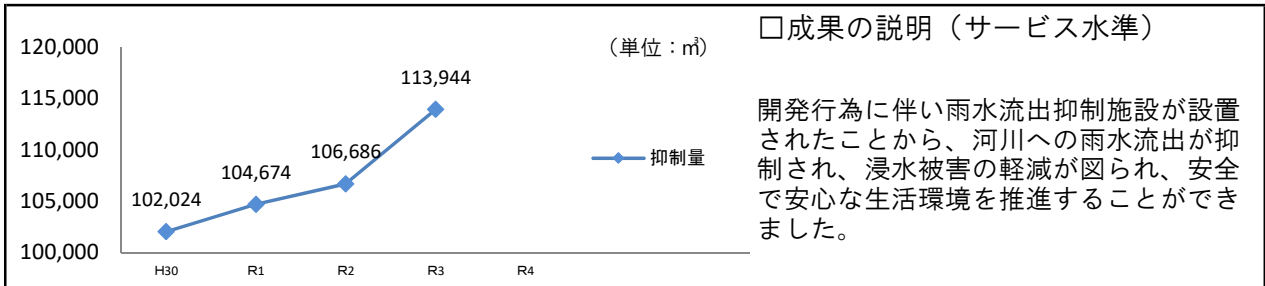 120,000
115,000
110,000
105,000
100,000
(単位:㎥)
102,024
104,674
106,686
113,944
抑制量
H30
R1
R2
R3
R4
□成果の説明（サービス水準）
開発行為に伴い雨水流出抑制施設が設置
されたことから、河川への雨水流出が抑
制され、浸水被害の軽減が図られ、安全
で安心な生活環境を推進することができ
ました。